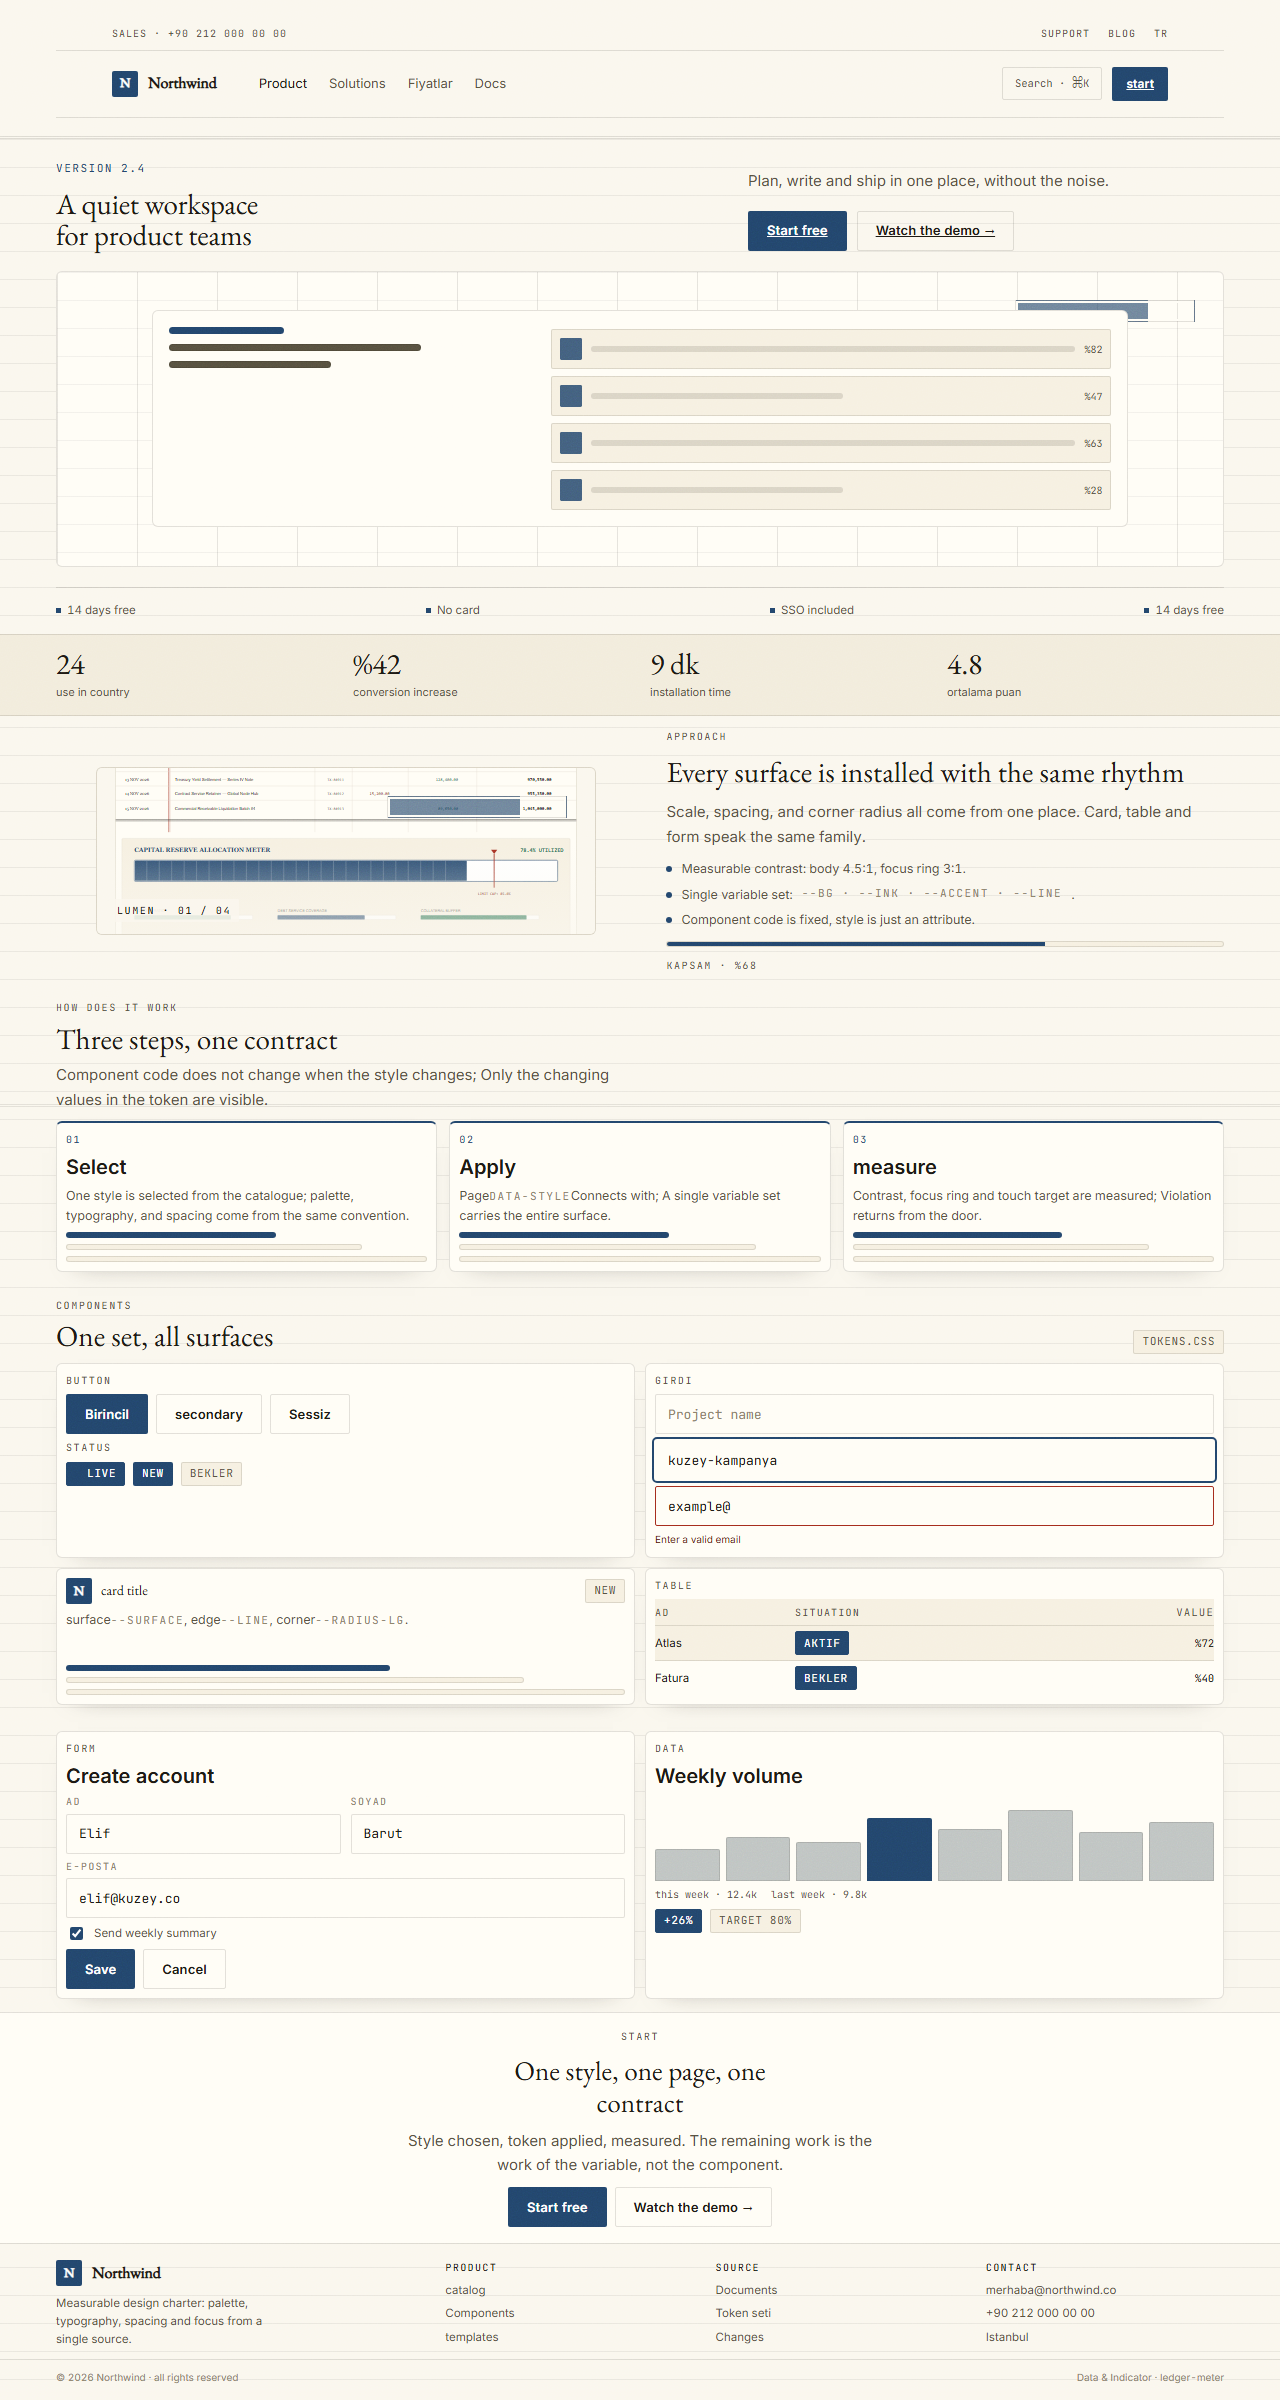 SALES · +90 212 000 00 00
SUPPORT BLOG TR
N Northwind Product Solutions Fiyatlar Docs Search · ⌘K start
VERSION 2.4
A quiet workspace
for product teams
Plan, write and ship in one place, without the noise.
Start free Watch the demo →
%82
%47
%63
%28
14 days free No card SSO included 14 days free
24 %42 9 dk 4.8
use in country conversion increase installation time ortalama puan
CAPITAL RESERVE ALLOCATION METER 78.4% UTILIZED
LUMEN · 01 / 04
APPROACH
Every surface is installed with the same rhythm
Scale, spacing, and corner radius all come from one place. Card, table and
form speak the same family.
Measurable contrast: body 4.5:1, focus ring 3:1.
Single variable set: --BG · --INK · --ACCENT · --LINE .
Component code is fixed, style is just an attribute.
KAPSAM · %68
HOW DOES IT WORK
Three steps, one contract
Component code does not change when the style changes; Only the changing
values in the token are visible.
01
Select
One style is selected from the catalogue; palette,
typography, and spacing come from the same convention.
02
Apply
PageDATA-STYLEConnects with; A single variable set
carries the entire surface.
03
measure
Contrast, focus ring and touch target are measured; Violation
returns from the door.
COMPONENTS
One set, all surfaces
TOKENS.CSS
BUTTON
Birincil secondary Sessiz
STATUS
LIVE NEW BEKLER
GIRDI
Project name
kuzey-kampanya
example@
Enter a valid email
N card title NEW
surface--SURFACE, edge--LINE, corner--RADIUS-LG.
TABLE
AD SITUATION VALUE
Atlas AKTIF %72
Fatura BEKLER %40
FORM
Create account
AD SOYAD
Elif Barut
E-POSTA
elif@kuzey.co
Send weekly summary
Save Cancel
DATA
Weekly volume
this week · 12.4k last week · 9.8k
+26% TARGET 80%
START
One style, one page, one
contract
Style chosen, token applied, measured. The remaining work is the
work of the variable, not the component.
Start free Watch the demo →
N Northwind
Measurable design charter: palette,
typography, spacing and focus from a
single source.
PRODUCT
catalog
Components
templates
SOURCE
Documents
Token seti
Changes
CONTACT
merhaba@northwind.co
+90 212 000 00 00
Istanbul
© 2026 Northwind · all rights reserved
Data & Indicator · ledger-meter